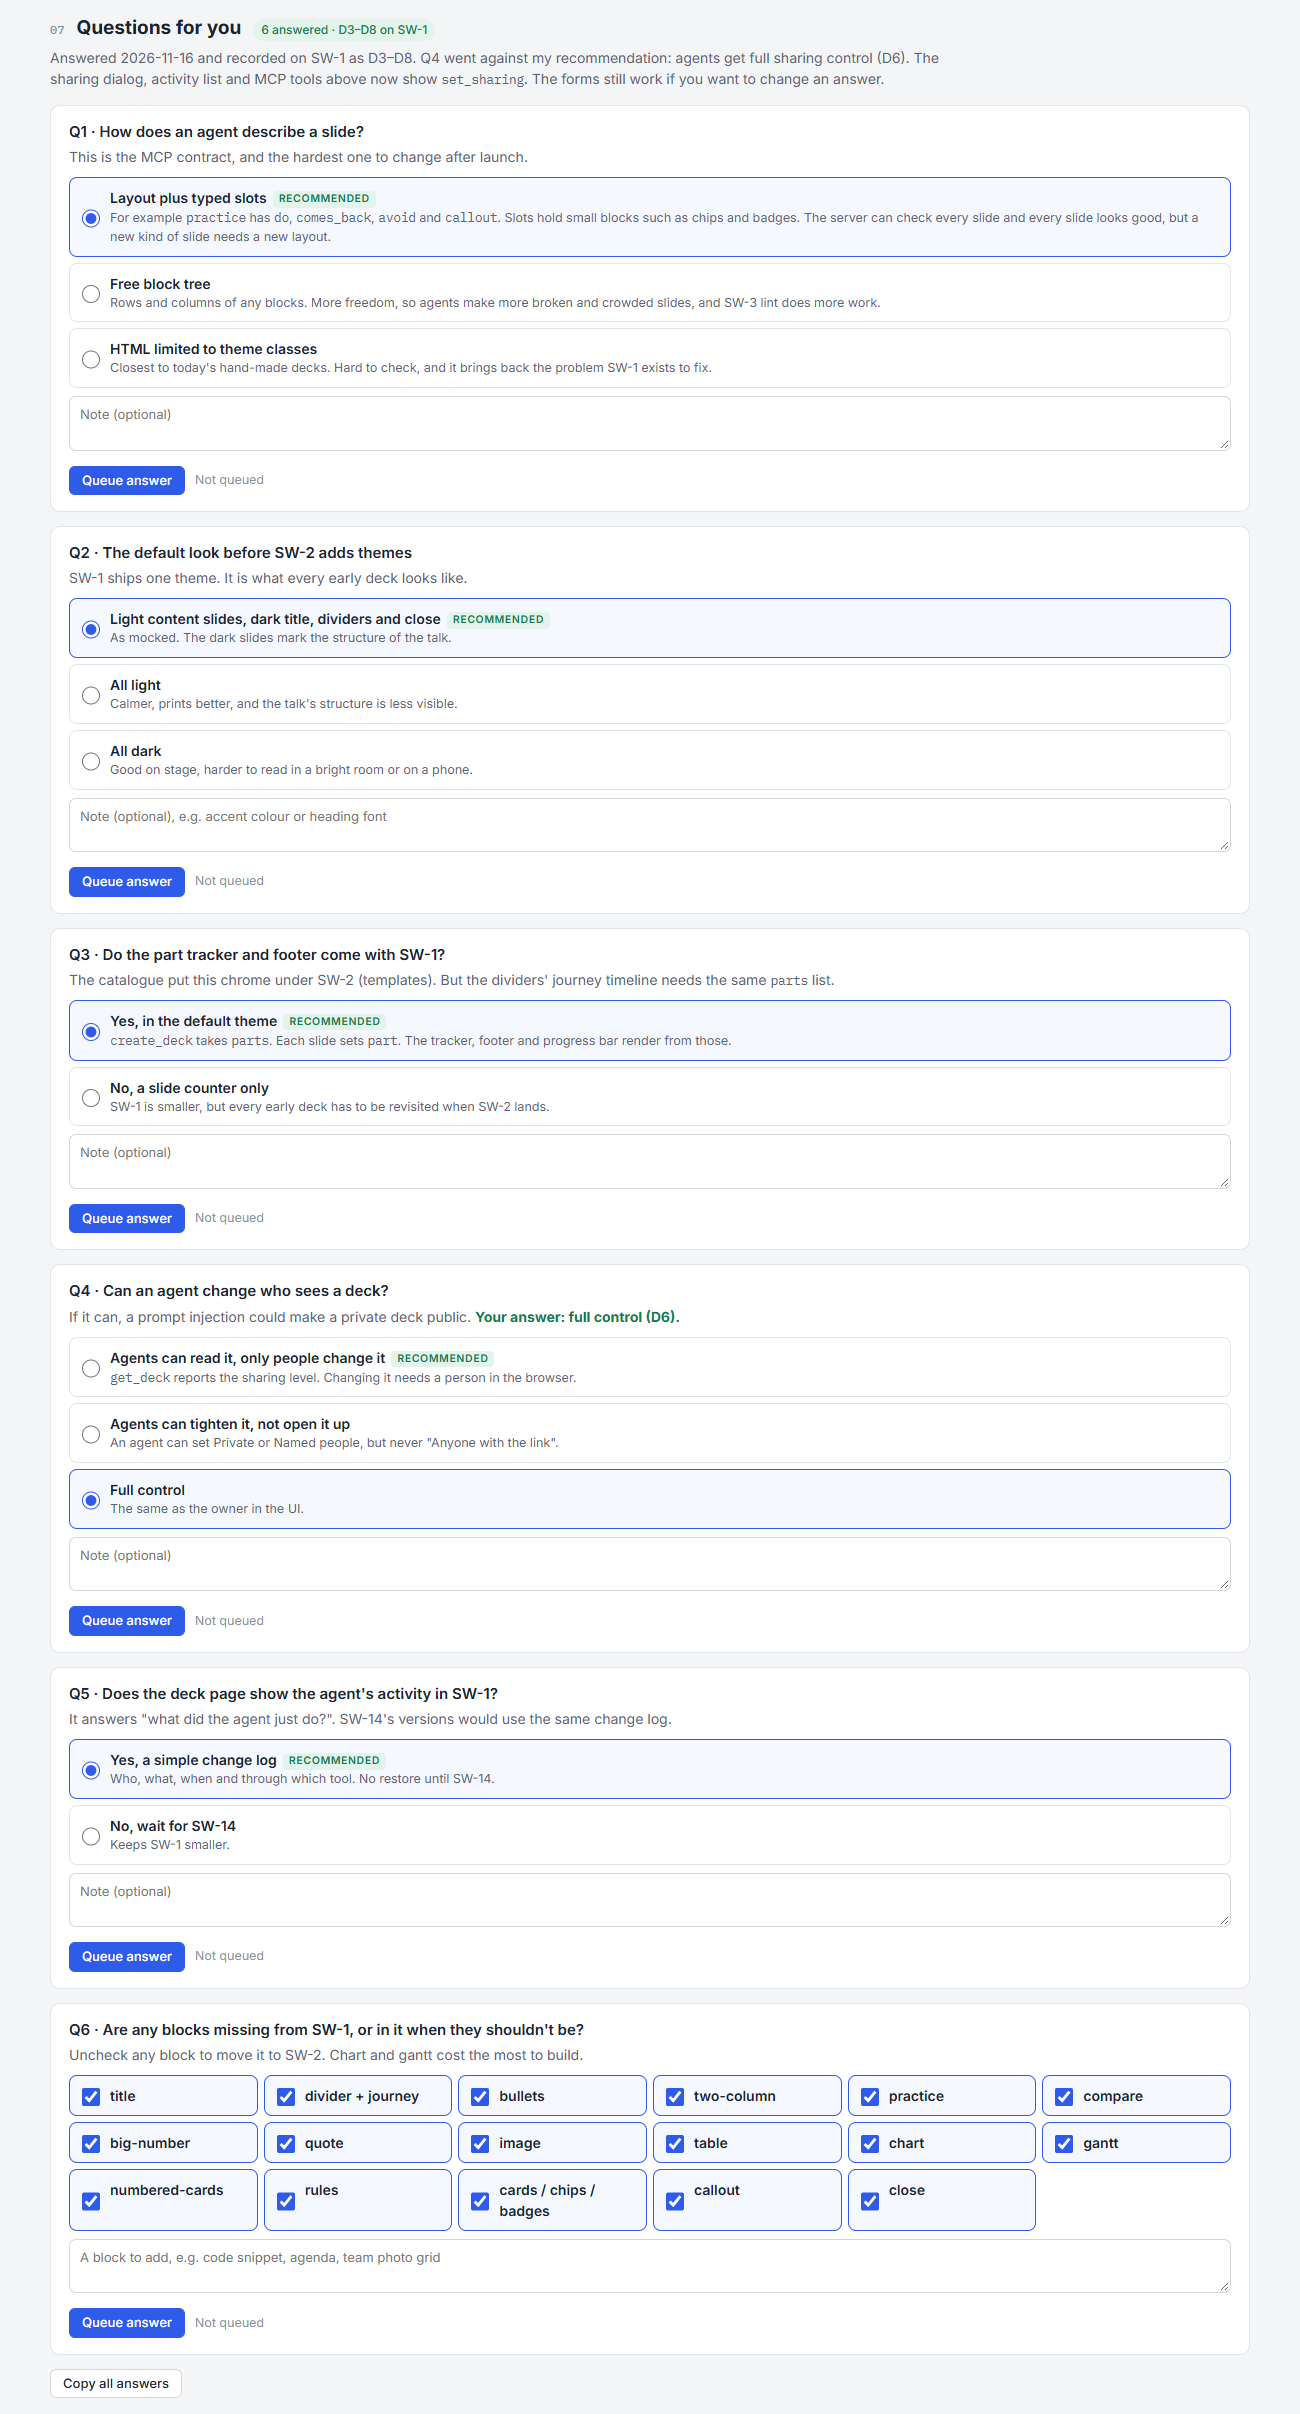 07 Questions for you 6 answered · D3–D8 on SW-1
Answered 2026-11-16 and recorded on SW-1 as D3–D8. Q4 went against my recommendation: agents get full sharing control (D6). The
sharing dialog, activity list and MCP tools above now show set_sharing. The forms still work if you want to change an answer.
Q1 · How does an agent describe a slide?
This is the MCP contract, and the hardest one to change after launch.
Layout plus typed slots RECOMMENDED
For example practice has do, comes_back, avoid and callout. Slots hold small blocks such as chips and badges. The server can check every slide and every slide looks good, but a
new kind of slide needs a new layout.
Free block tree
Rows and columns of any blocks. More freedom, so agents make more broken and crowded slides, and SW-3 lint does more work.
HTML limited to theme classes
Closest to today's hand-made decks. Hard to check, and it brings back the problem SW-1 exists to fix.
Note (optional)
Queue answer Not queued
Q2 · The default look before SW-2 adds themes
SW-1 ships one theme. It is what every early deck looks like.
Light content slides, dark title, dividers and close RECOMMENDED
As mocked. The dark slides mark the structure of the talk.
All light
Calmer, prints better, and the talk's structure is less visible.
All dark
Good on stage, harder to read in a bright room or on a phone.
Note (optional), e.g. accent colour or heading font
Queue answer Not queued
Q3 · Do the part tracker and footer come with SW-1?
The catalogue put this chrome under SW-2 (templates). But the dividers' journey timeline needs the same parts list.
Yes, in the default theme RECOMMENDED
create_deck takes parts. Each slide sets part. The tracker, footer and progress bar render from those.
No, a slide counter only
SW-1 is smaller, but every early deck has to be revisited when SW-2 lands.
Note (optional)
Queue answer Not queued
Q4 · Can an agent change who sees a deck?
If it can, a prompt injection could make a private deck public. Your answer: full control (D6).
Agents can read it, only people change it RECOMMENDED
get_deck reports the sharing level. Changing it needs a person in the browser.
Agents can tighten it, not open it up
An agent can set Private or Named people, but never "Anyone with the link".
Full control
The same as the owner in the UI.
Note (optional)
Queue answer Not queued
Q5 · Does the deck page show the agent's activity in SW-1?
It answers "what did the agent just do?". SW-14's versions would use the same change log.
Yes, a simple change log RECOMMENDED
Who, what, when and through which tool. No restore until SW-14.
No, wait for SW-14
Keeps SW-1 smaller.
Note (optional)
Queue answer Not queued
Q6 · Are any blocks missing from SW-1, or in it when they shouldn't be?
Uncheck any block to move it to SW-2. Chart and gantt cost the most to build.
title divider + journey bullets two-column practice compare
big-number quote image table chart gantt
numbered-cards rules cards / chips / callout close
badges
A block to add, e.g. code snippet, agenda, team photo grid
Queue answer Not queued
Copy all answers